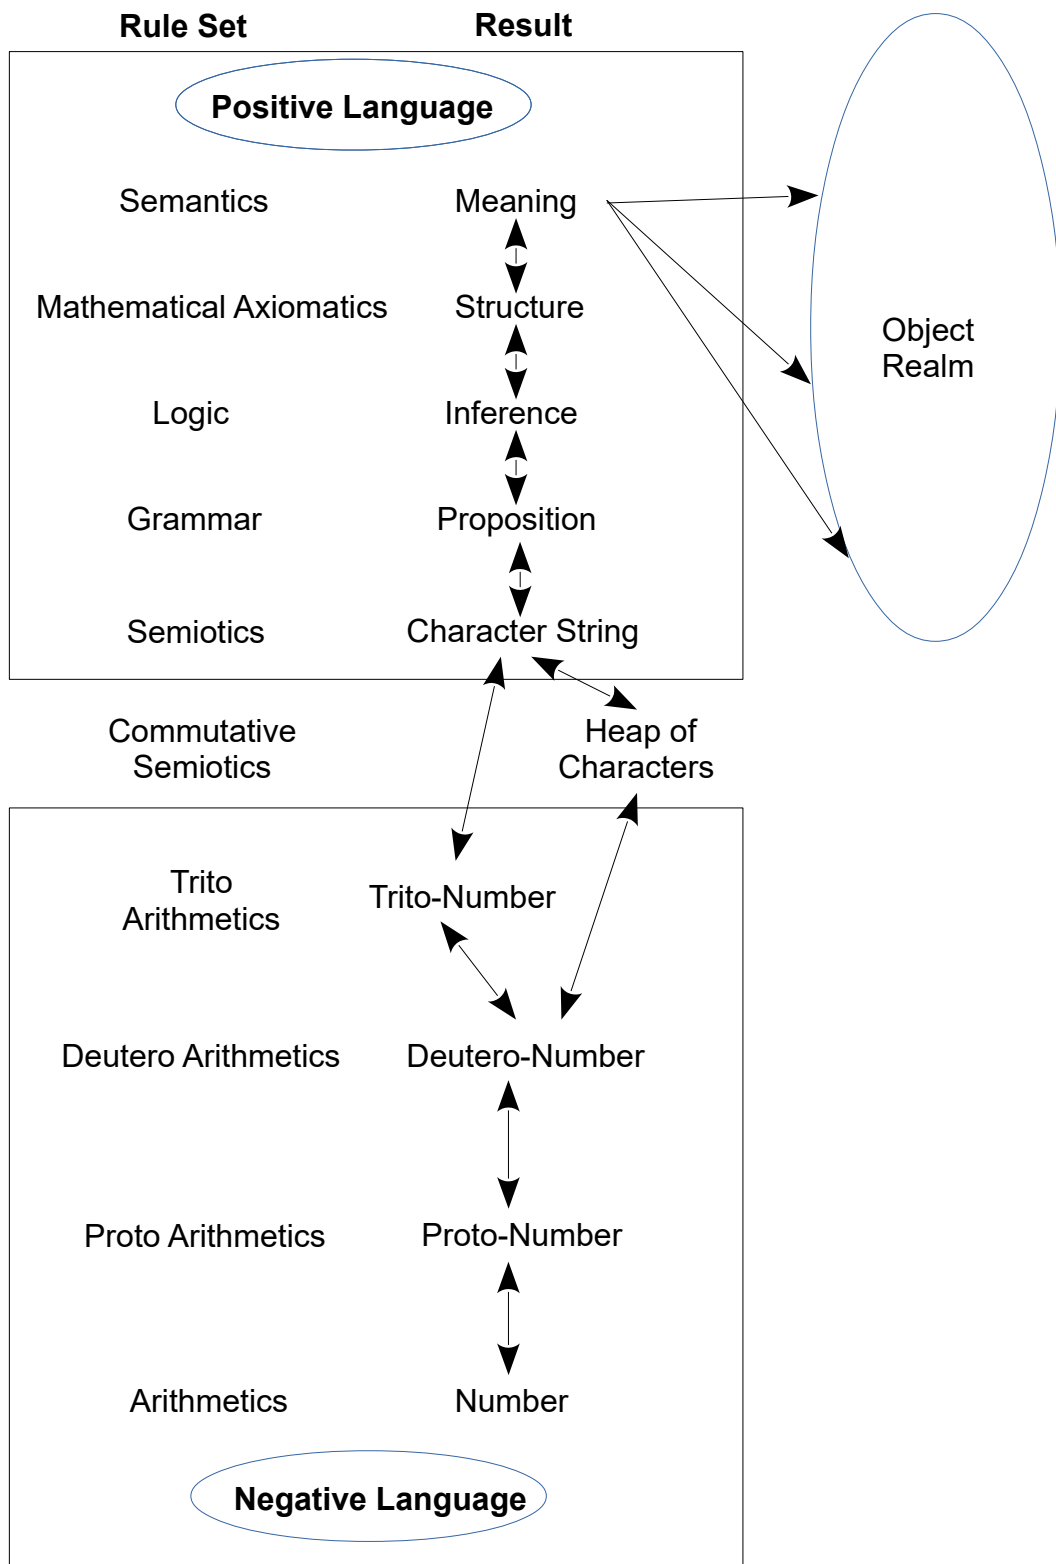 Rule Set
Result
Positive Language
Semantics
Meaning
Mathematical Axiomatics
Structure
Object
Realm
Logic
Inference
Grammar
Proposition
Semiotics
Character String
Commutative
Semiotics
Heap of
Characters
Trito
Arithmetics
Trito-Number
Deutero Arithmetics
Deutero-Number
Proto Arithmetics
Proto-Number
Arithmetics
Number
Negative Language